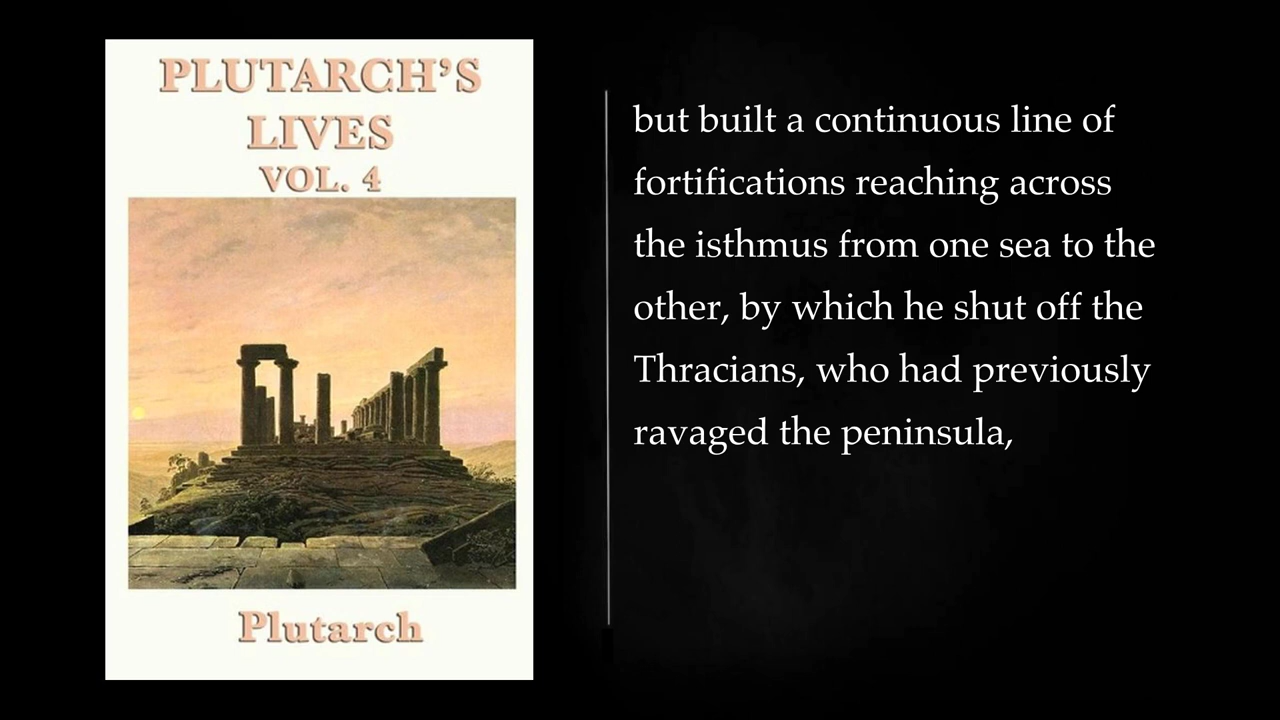 PLUTARCH'S
LIVES
VOL. 4
Plutarch
but built a continuous line of
fortifications reaching across
the isthmus from one sea to the
other, by which he shut off the
Thracians, who had previously
ravaged the peninsula,